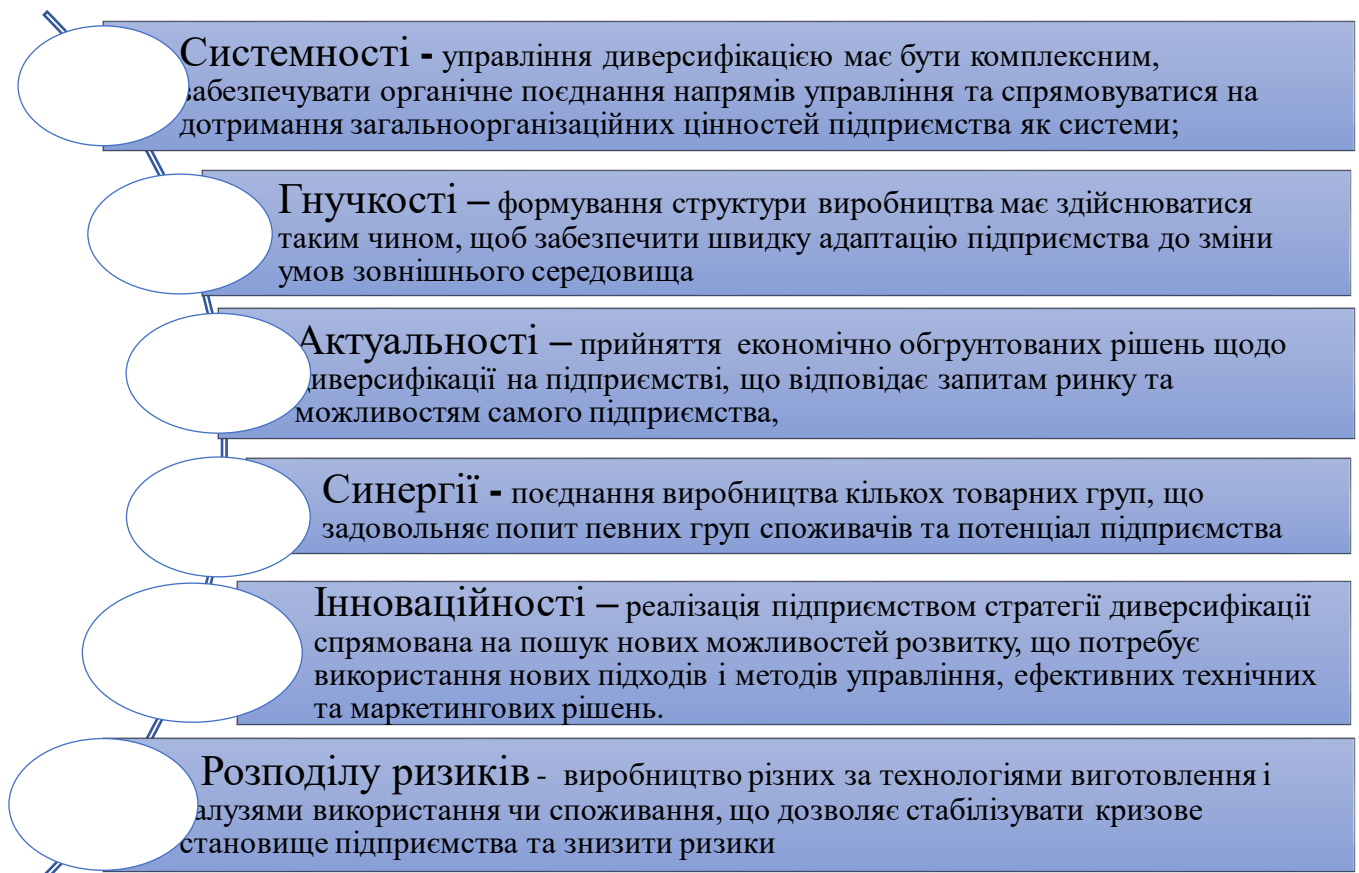 Системності - управління диверсифікацією має бути комплексним,
забезпечувати органічне поєднання напрямів управління та спрямовуватися на
дотримання загальноорганізаційних цінностей підприємства як системи;
Гнучкості – формування структури виробництва має здійснюватися
таким чином, щоб забезпечити швидку адаптацію підприємства до зміни
умов зовнішнього середовища
Актуальності – прийняття економічно обгрунтованих рішень щодо
диверсифікації на підприємстві, що відповідає запитам ринку та
можливостям самого підприємства,
Синергії - поєднання виробництва кількох товарних груп, що
задовольняє попит певних груп споживачів та потенціал підприємства
Інноваційності – реалізація підприємством стратегії диверсифікації
спрямована на пошук нових можливостей розвитку, що потребує
використання нових підходів і методів управління, ефективних технічних
та маркетингових рішень.
Розподілу ризиків - виробництво різних за технологіями виготовлення і
галузями використання чи споживання, що дозволяє стабілізувати кризове
становище підприємства та знизити ризики